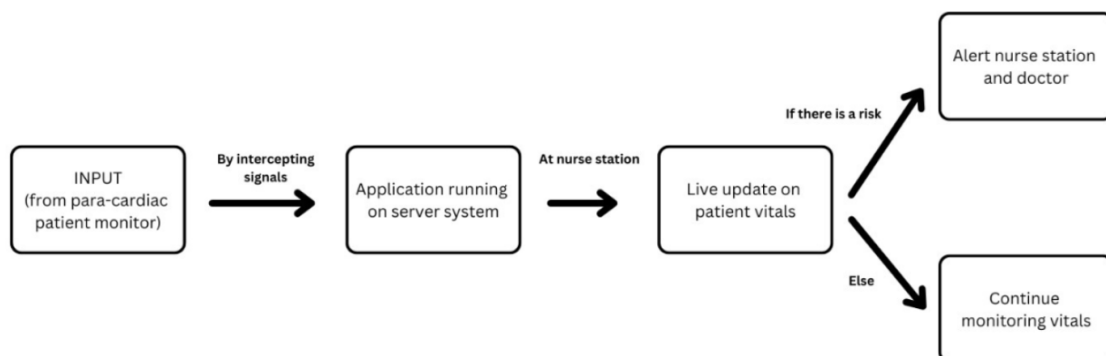 INPUT
(from para-cardiac
patient monitor)
By intercepting
signals
Application running
on server system
At nurse station
Live update on
patient vitals
If there is a risk
Alert nurse station
and doctor
Else
Continue
monitoring vitals